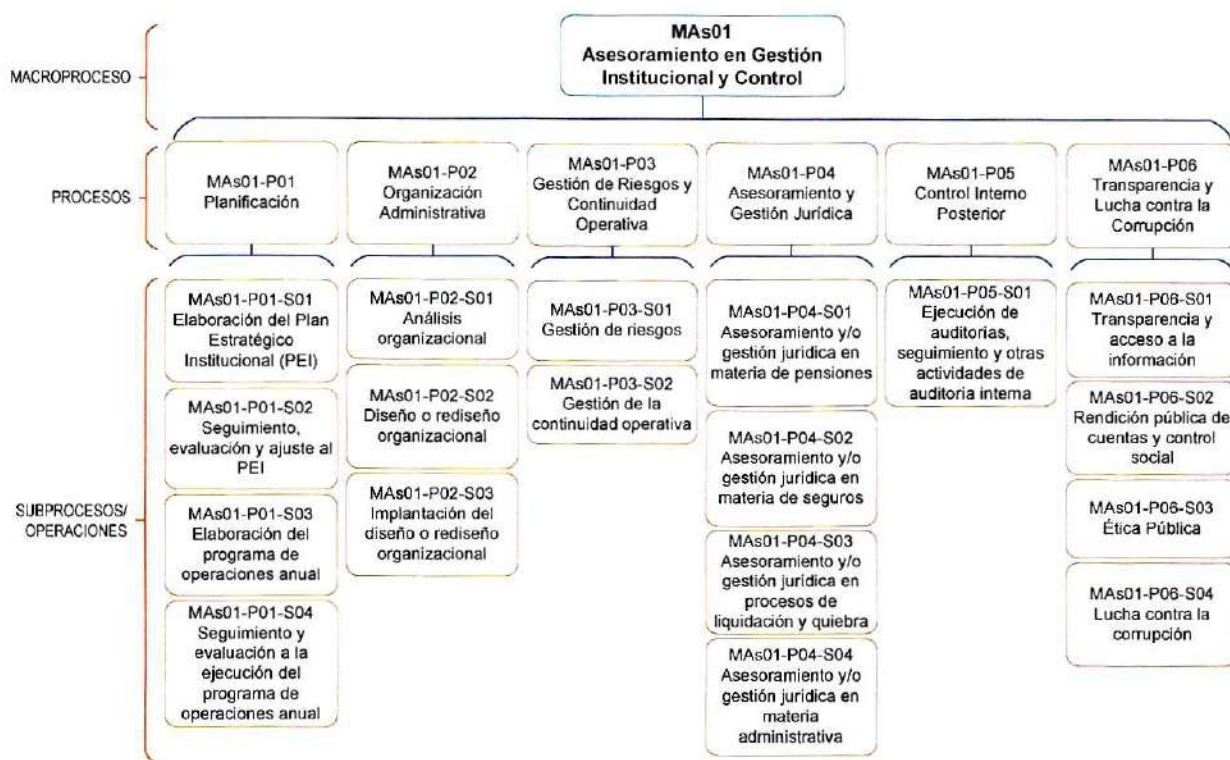 MACROPROCESO
MAs01
Asesoramiento en Gestión
Institucional y Control
PROCESOS
MAs01-P01
Planificación
MAs01-P02
Organización
Administrativa
MAs01-P03
Gestión de Riesgos y
Continuidad
Operativa
MAs01-P04
Asesoramiento y
Gestión Jurídica
MAs01-P05
Control Interno
Posterior
MAs01-P06
Transparencia y
Lucha contra la
Corrupción
SUBPROCESOS/
OPERACIONES
MAs01-P01-S01
Elaboración del Plan
Estratégico
Institucional (PEI)
MAs01-P01-S02
Seguimiento,
evaluación y ajuste al
PEI
MAs01-P01-S03
Elaboración del
programa de
operaciones anual
MAs01-P01-S04
Seguimiento y
evaluación a la
ejecución del
programa de
operaciones anual
MAs01-P02-S01
Análisis
organizacional
MAs01-P02-S02
Diseño o rediseño
organizacional
MAs01-P02-S03
Implantación del
diseño o rediseño
organizacional
MAs01-P03-S01
Gestión de riesgos
MAs01-P03-S02
Gestión de la
continuidad operativa
MAs01-P04-S01
Asesoramiento y/o
gestión jurídica en
materia de pensiones
MAs01-P04-S02
Asesoramiento y/o
gestión jurídica en
materia de seguros
MAs01-P04-S03
Asesoramiento y/o
gestión jurídica en
procesos de
liquidación y quiebra
MAs01-P04-S04
Asesoramiento y/o
gestión jurídica en
materia
administrativa
MAs01-P05-S01
Ejecución de
auditorias,
seguimiento y otras
actividades de
auditoria interna
MAs01-P06-S01
Transparencia y
acceso a la
información
MAs01-P06-S02
Rendición pública de
cuentas y control
social
MAs01-P06-S03
Ética Pública
MAs01-P06-S04
Lucha contra la
corrupción